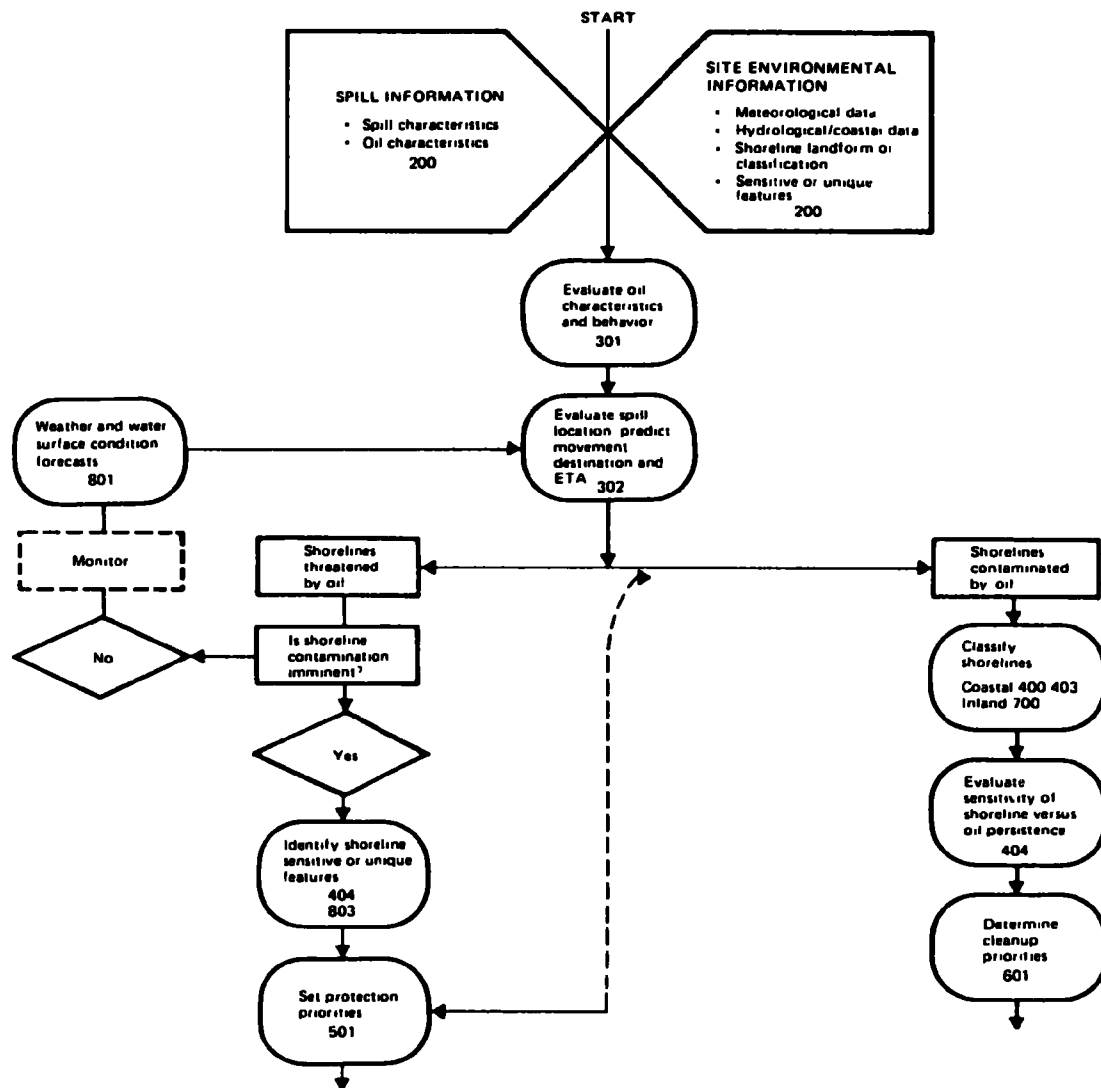 START
SPILL INFORMATION
• Spill characteristics
• Oil characteristics
200
SITE ENVIRONMENTAL
INFORMATION
• Meteorological data
• Hydrological/coastal data
• Shoreline landform or
classification
• Sensitive or unique
features
200
Evaluate oil
characteristics
and behavior
301
Weather and water
surface condition
forecasts
801
Evaluate spill
location predict
movement
destination and
ETA
302
Monitor
Shorelines
threatened
by oil
Shorelines
contaminated
by oil
No
Is shoreline
contamination
imminent?
Classify
shorelines
Coastal 400 403
Inland 700
Yes
Evaluate
sensitivity of
shoreline versus
oil persistence
404
Identify shoreline
sensitive or unique
features
404
803
Determine
cleanup
priorities
601
Set protection
priorities
501